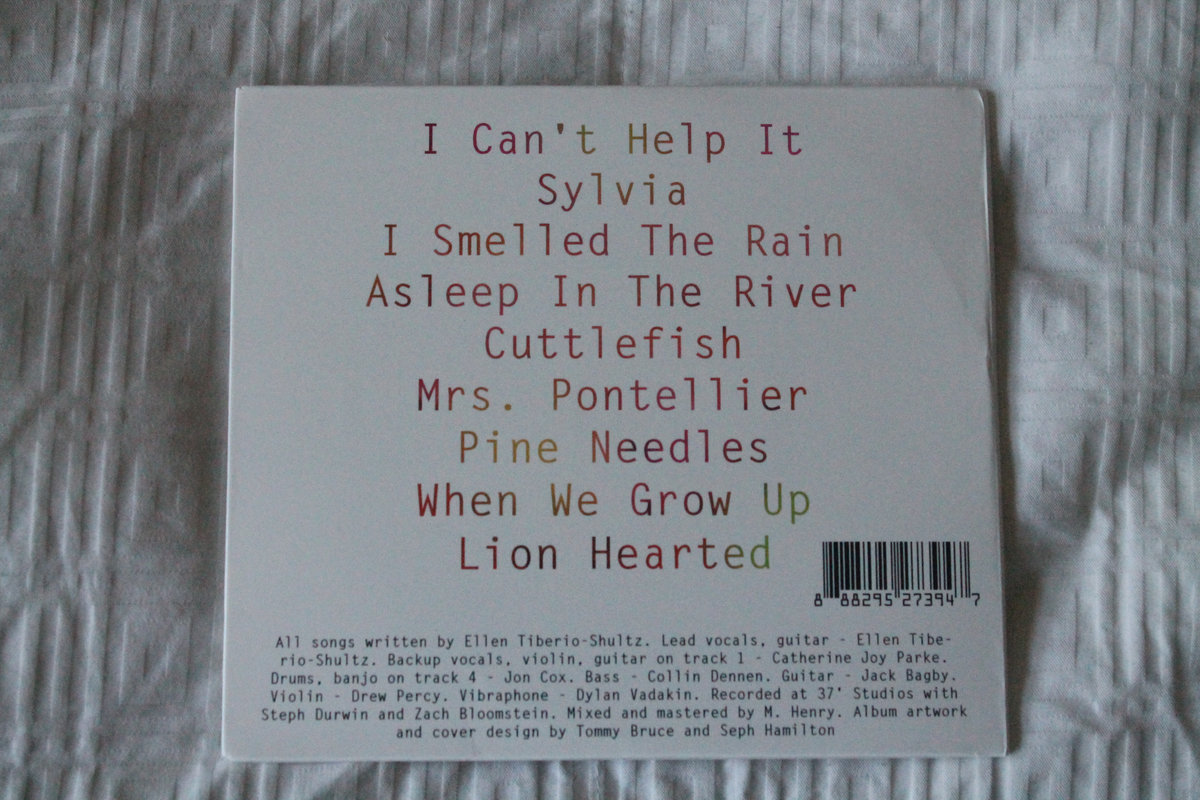 I Can't Help It
Sylvia
I Smelled The Rain
Asleep In The River
Cuttlefish
Mrs. Pontellier
Pine Needles
When We Grow Up
Lion Hearted
8 88295 27394 7
All songs written by Ellen Tiberio-Shultz. Lead vocals, guitar - Ellen Tibe-
rio-Shultz. Backup vocals, violin, guitar on track 1 - Catherine Joy Parke.
Drums, banjo on track 4 - Jon Cox. Bass - Collin Dennen. Guitar - Jack Bagby.
Violin - Drew Percy. Vibraphone - Dylan Vadakin. Recorded at 37' Studios with
Steph Durwin and Zach Bloomstein. Mixed and mastered by M. Henry. Album artwork
and cover design by Tommy Bruce and Seph Hamilton